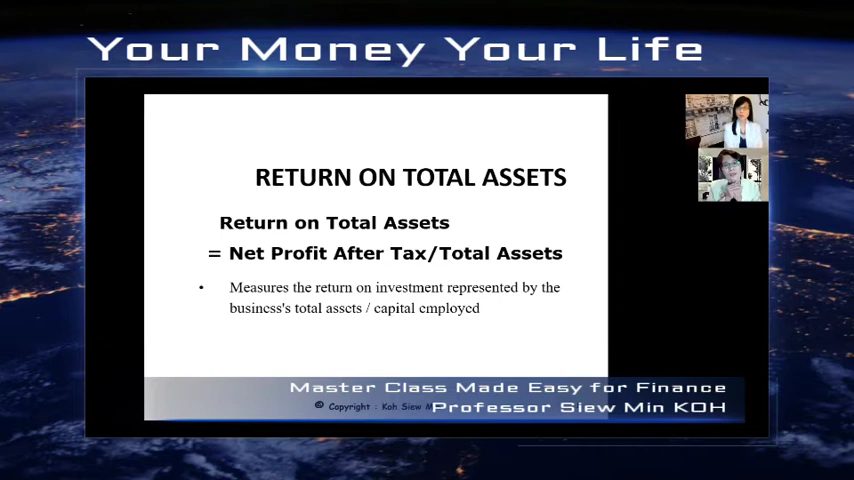 Your Money Your Life
RETURN ON TOTAL ASSETS
Return on Total Assets
= Net Profit After Tax/Total Assets
• Measures the return on investment represented by the
business's total assets / capital employed
Master Class Made Easy for Finance
© Copyright : Koh Siew M
Professor Siew Min KOH